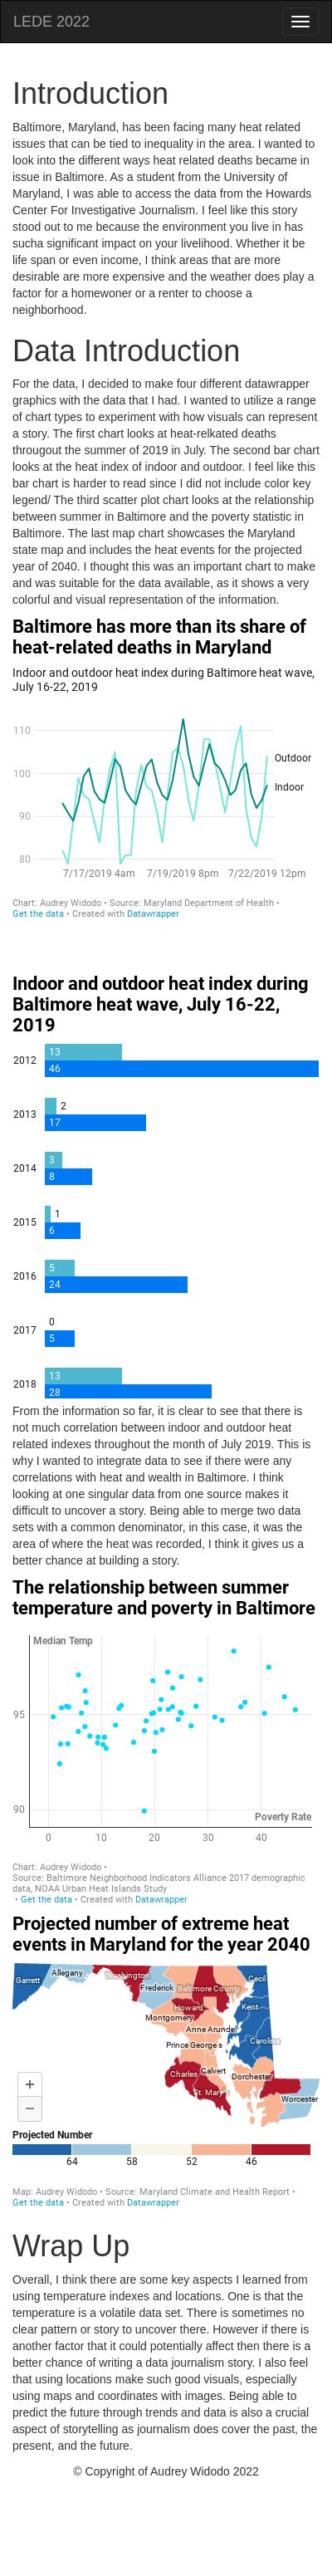 LEDE 2022
Introduction
Baltimore, Maryland, has been facing many heat related
issues that can be tied to inequality in the area. I wanted to
look into the different ways heat related deaths became in
issue in Baltimore. As a student from the University of
Maryland, I was able to access the data from the Howards
Center For Investigative Journalism. I feel like this story
stood out to me because the environment you live in has
sucha significant impact on your livelihood. Whether it be
life span or even income, I think areas that are more
desirable are more expensive and the weather does play a
factor for a homewoner or a renter to choose a
neighborhood.
Data Introduction
For the data, I decided to make four different datawrapper
graphics with the data that I had. I wanted to utilize a range
of chart types to experiment with how visuals can represent
a story. The first chart looks at heat-relkated deaths
througout the summer of 2019 in July. The second bar chart
looks at the heat index of indoor and outdoor. I feel like this
bar chart is harder to read since I did not include color key
legend/ The third scatter plot chart looks at the relationship
between summer in Baltimore and the poverty statistic in
Baltimore. The last map chart showcases the Maryland
state map and includes the heat events for the projected
year of 2040. I thought this was an important chart to make
and was suitable for the data available, as it shows a very
colorful and visual representation of the information.
Baltimore has more than its share of
heat-related deaths in Maryland
Indoor and outdoor heat index during Baltimore heat wave,
July 16-22, 2019
110
100
90
80
Outdoor
Indoor
7/17/2019 4am 7/19/2019 8pm 7/22/2019 12pm
Chart: Audrey Widodo • Source: Maryland Department of Health •
Get the data • Created with Datawrapper
Indoor and outdoor heat index during
Baltimore heat wave, July 16-22,
2019
2012 13
46
2013 2
17
2014 3
8
2015 1
6
2016 5
24
2017 0
5
2018 13
28
From the information so far, it is clear to see that there is
not much correlation between indoor and outdoor heat
related indexes throughout the month of July 2019. This is
why I wanted to integrate data to see if there were any
correlations with heat and wealth in Baltimore. I think
looking at one singular data from one source makes it
difficult to uncover a story. Being able to merge two data
sets with a common denominator, in this case, it was the
area of where the heat was recorded, I think it gives us a
better chance at building a story.
The relationship between summer
temperature and poverty in Baltimore
Median Temp
95
90
Poverty Rate
0 10 20 30 40
Chart: Audrey Widodo •
Source: Baltimore Neighborhood Indicators Alliance 2017 demographic
data, NOAA Urban Heat Islands Study
• Get the data • Created with Datawrapper
Projected number of extreme heat
events in Maryland for the year 2040
Garrett
Allegany
Washington
Frederick
Baltimore County
Cecil
Howard
Kent
Montgomery
Anne Arundel
Caroline
Prince George's
Charles
Calvert
Dorchester
St. Mary's
Worcester
+
−
Projected Number
64 58 52 46
Map: Audrey Widodo • Source: Maryland Climate and Health Report •
Get the data • Created with Datawrapper
Wrap Up
Overall, I think there are some key aspects I learned from
using temperature indexes and locations. One is that the
temperature is a volatile data set. There is sometimes no
clear pattern or story to uncover there. However if there is
another factor that it could potentially affect then there is a
better chance of writing a data journalism story. I also feel
that using locations make such good visuals, especially
using maps and coordinates with images. Being able to
predict the future through trends and data is also a crucial
aspect of storytelling as journalism does cover the past, the
present, and the future.
© Copyright of Audrey Widodo 2022